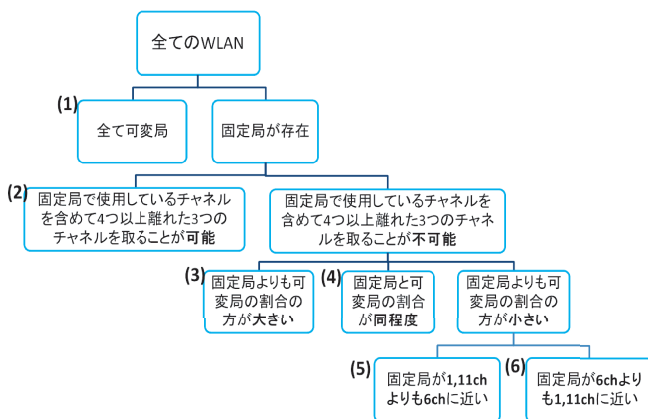 全てのWLAN
(1)
全て可変局
固定局が存在
(2)
固定局で使用しているチャネル
を含めて4つ以上離れた3つの
チャネルを取ることが可能
固定局で使用しているチャネルを
含めて4つ以上離れた3つのチャ
ネルを取ることが不可能
(3)
固定局よりも可
変局の割合の
方が大さい
(4)
固定局と可
変局の割合
が同程度
固定局よりも可
変局の割合の
方が小さい
(5)
固定局が1,11ch
よりも6chに近い
(6)
固定局が6chより
も1,11chに近い